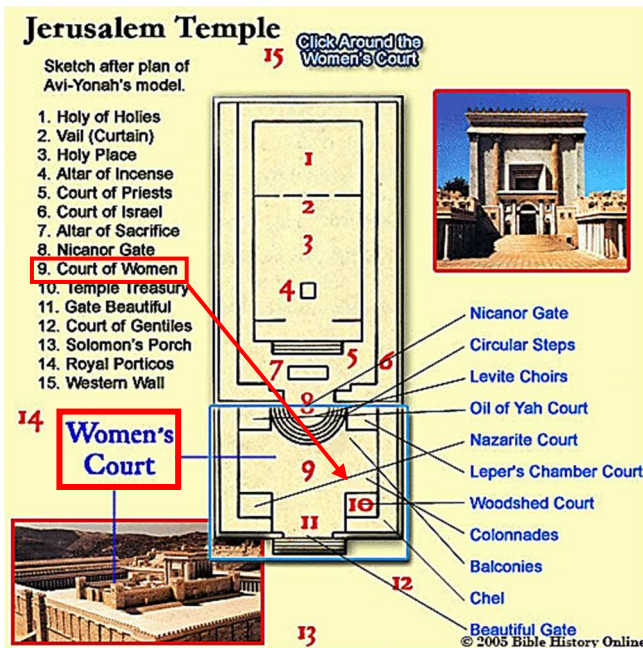 Jerusalem Temple
15
Click Around the
Women's Court
Sketch after plan of
Avi-Yonah's model.
1. Holy of Holies
2. Vail (Curtain)
3. Holy Place
4. Altar of Incense
5. Court of Priests
6. Court of Israel
7. Altar of Sacrifice
8. Nicanor Gate
9. Court of Women
10. Temple Treasury
11. Gate Beautiful
12. Court of Gentiles
13. Solomon's Porch
14. Royal Porticos
15. Western Wall
1
2
3
4
5
6
7
8
9
10
11
12
13
14
Women's
Court
Nicanor Gate
Circular Steps
Levite Choirs
Oil of Yah Court
Nazarite Court
Leper's Chamber Court
Woodshed Court
Colonnades
Balconies
Chel
Beautiful Gate
© 2005 Bible History Online